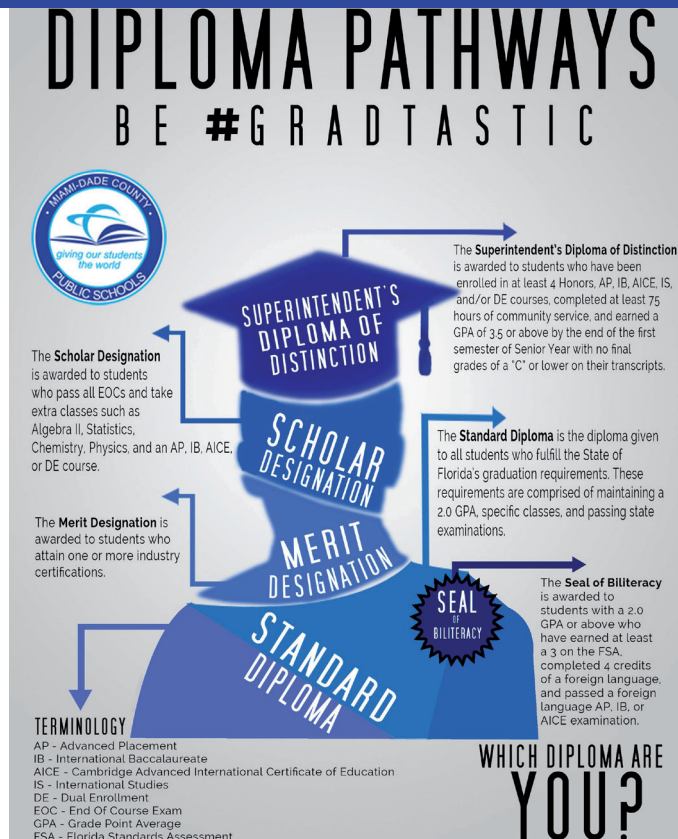 DIPLOMA PATHWAYS
BE #GRADTASTIC
MIAMI-DADE COUNTY
giving our students
the world
PUBLIC SCHOOLS
The Superintendent's Diploma of Distinction
is awarded to students who have been
enrolled in at least 4 Honors, AP, IB, AICE, IS,
and/or DE courses, completed at least 75
hours of community service, and earned a
GPA of 3.5 or above by the end of the first
semester of Senior Year with no final
grades of a "C" or lower on their transcripts.
SUPERINTENDENT'S
DIPLOMA OF
DISTINCTION
The Scholar Designation
is awarded to students
who pass all EOCs and take
extra classes such as
Algebra II, Statistics,
Chemistry, Physics, and an AP, IB, AICE,
or DE course.
SCHOLAR
DESIGNATION
The Standard Diploma is the diploma given
to all students who fulfill the State of
Florida's graduation requirements. These
requirements are comprised of maintaining a
2.0 GPA, specific classes, and passing state
examinations.
The Merit Designation is
awarded to students who
attain one or more industry
certifications.
MERIT
DESIGNATION
SEAL
OF
BILITERACY
The Seal of Biliteracy
is awarded to
students with a 2.0
GPA or above who
have earned at least
a 3 on the FSA,
completed 4 credits
of a foreign language,
and passed a foreign
language AP, IB, or
AICE examination.
STANDARD
DIPLOMA
TERMINOLOGY
AP - Advanced Placement
IB - International Baccalaureate
AICE - Cambridge Advanced International Certificate of Education
IS - International Studies
DE - Dual Enrollment
EOC - End Of Course Exam
GPA - Grade Point Average
FSA - Florida Standards Assessment
WHICH DIPLOMA ARE
YOU?